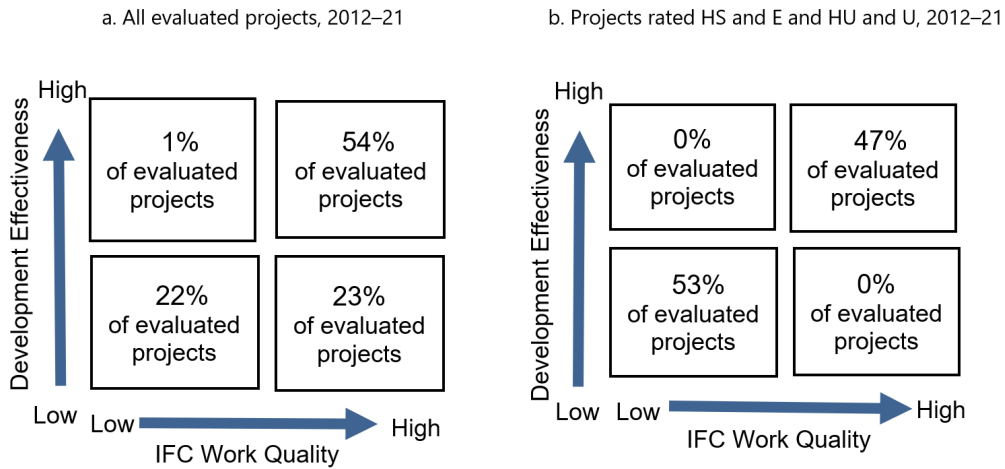 a. All evaluated projects, 2012–21
High
Development Effectiveness
1%
of evaluated
projects
54%
of evaluated
projects
22%
of evaluated
projects
23%
of evaluated
projects
Low
Low
High
IFC Work Quality
b. Projects rated HS and E and HU and U, 2012–21
High
Development Effectiveness
0%
of evaluated
projects
47%
of evaluated
projects
53%
of evaluated
projects
0%
of evaluated
projects
Low
Low
High
IFC Work Quality